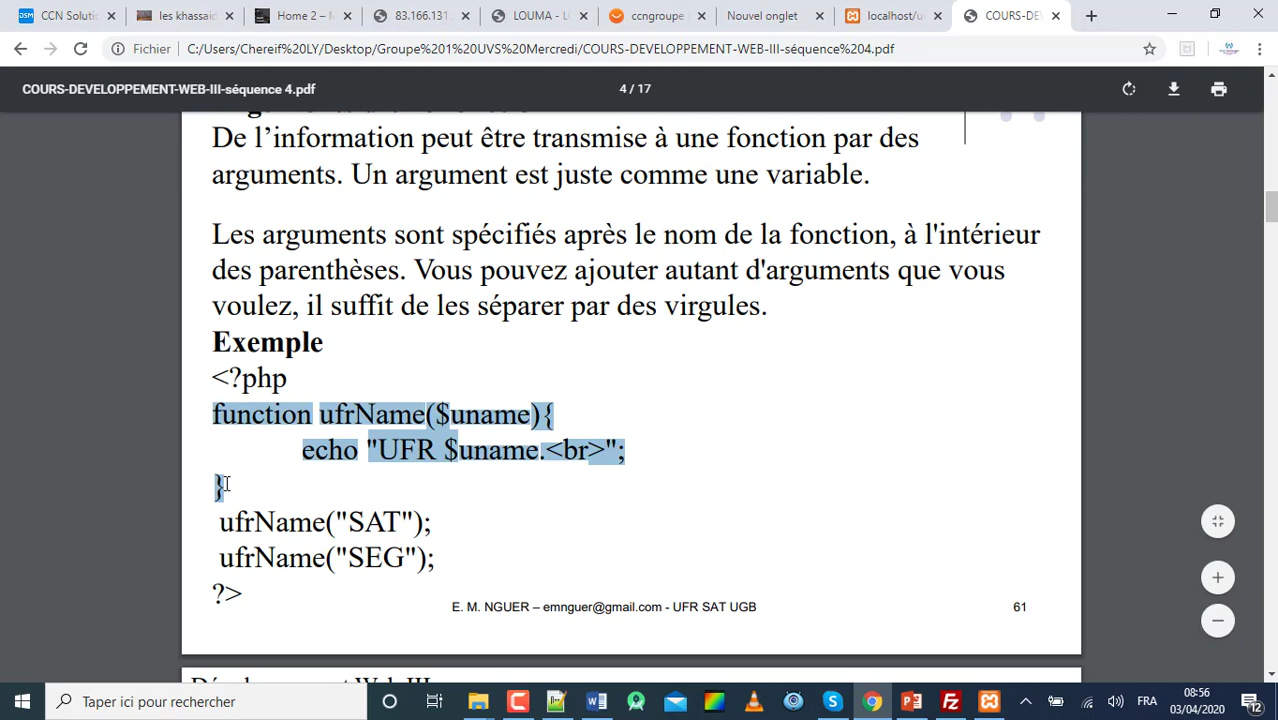 CCN Soluti
les khassaid
Home 2 – M
83.166.131.
LOUMA - L
ccngroupe
Nouvel onglet
localhost/u
COURS-DE
Fichier
C:/Users/Chereif%20LY/Desktop/Groupe%201%20UVS%20Mercredi/COURS-DEVELOPPEMENT-WEB-III-séquence%204.pdf
COURS-DEVELOPPEMENT-WEB-III-séquence 4.pdf
4 / 17
De l’information peut être transmise à une fonction par des
arguments. Un argument est juste comme une variable.
Les arguments sont spécifiés après le nom de la fonction, à l'intérieur
des parenthèses. Vous pouvez ajouter autant d'arguments que vous
voulez, il suffit de les séparer par des virgules.
Exemple
<?php
function ufrName($uname){
echo "UFR $uname.<br>";
}
ufrName("SAT");
ufrName("SEG");
?>
E. M. NGUER – emnguer@gmail.com - UFR SAT UGB
61
Taper ici pour rechercher
FRA
08:56
03/04/2020
12